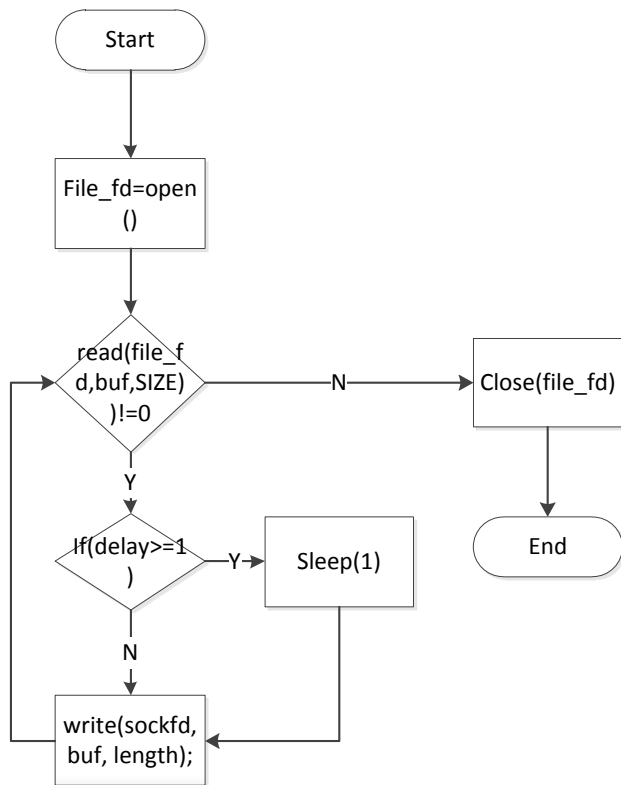 Start
File_fd=open
()
read(file_f
d,buf,SIZE)
)!=0
N
Close(file_fd)
Y
End
If(delay>=1
)
Y
Sleep(1)
N
write(sockfd,
buf, length);